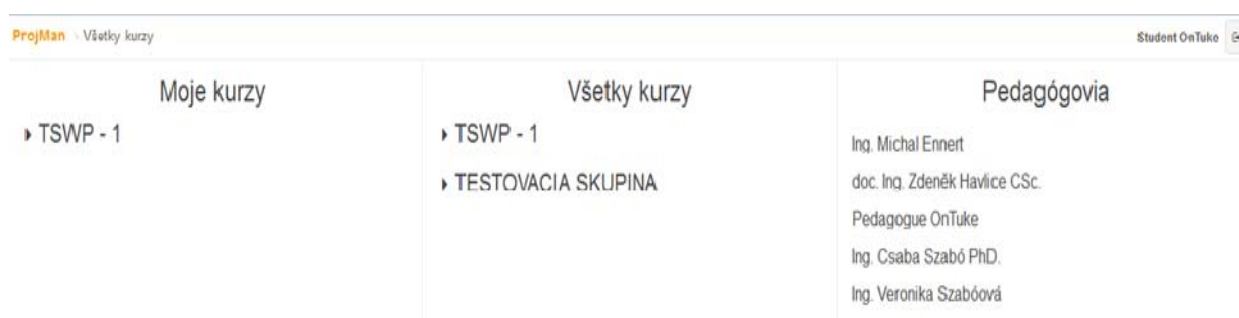 ProjMan Všetky kurzy
Student OnTuke
Moje kurzy
TSWP - 1
Všetky kurzy
TSWP - 1
TESTOVACIA SKUPINA
Pedagógovia
Ing. Michal Ennert
doc. Ing. Zdeněk Havlice CSc.
Pedagogue OnTuke
Ing. Csaba Szabó PhD.
Ing. Veronika Szabóová